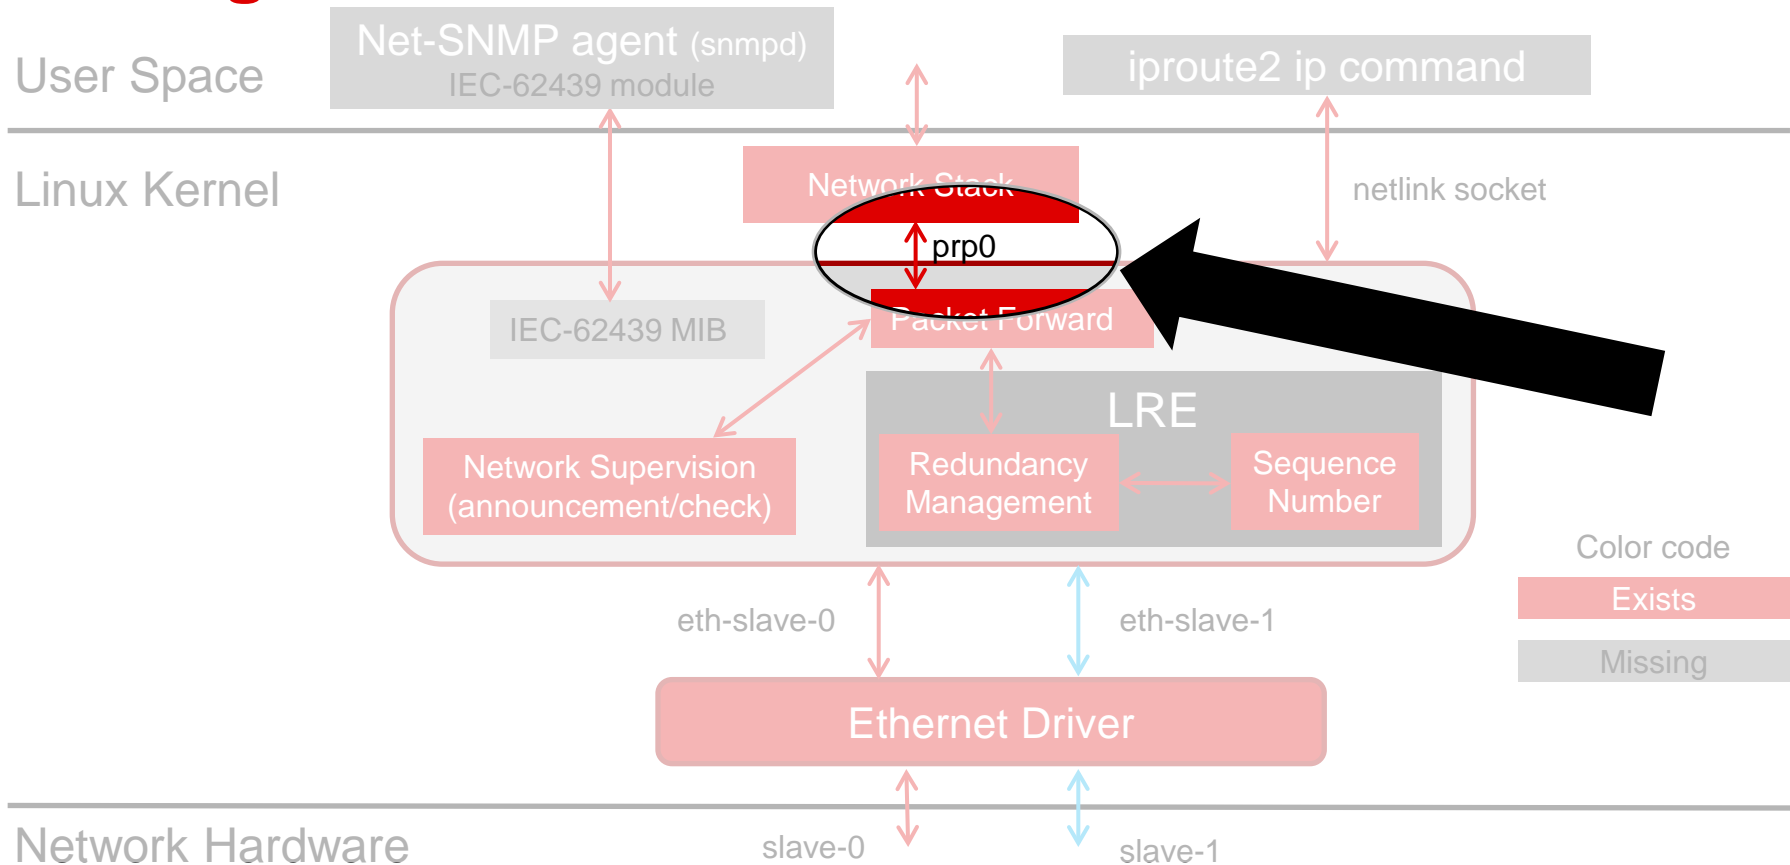 Net-SNMP agent (snmpd)
IEC-62439 module
iproute2 ip command
User Space
Linux Kernel
Network Stack
netlink socket
prp0
IEC-62439 MIB
Packet Forward
LRE
Network Supervision
(announcement/check)
Redundancy
Management
Sequence
Number
Color code
Exists
Missing
eth-slave-0
eth-slave-1
Ethernet Driver
Network Hardware
slave-0
slave-1